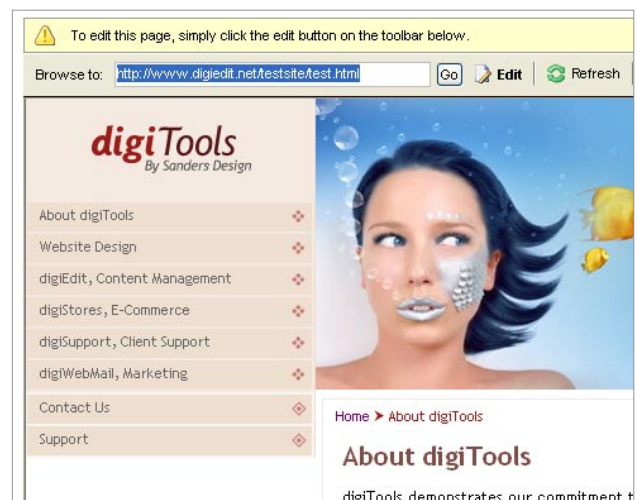 To edit this page, simply click the edit button on the toolbar below.
Browse to: http://www.digiedit.net/testsite/test.html Go Edit Refresh
digiTools
By Sanders Design
About digiTools
Website Design
digiEdit, Content Management
digiStores, E-Commerce
digiSupport, Client Support
digiWebMail, Marketing
Contact Us
Support
Home > About digiTools
About digiTools
digiTools demonstrates our commitment t